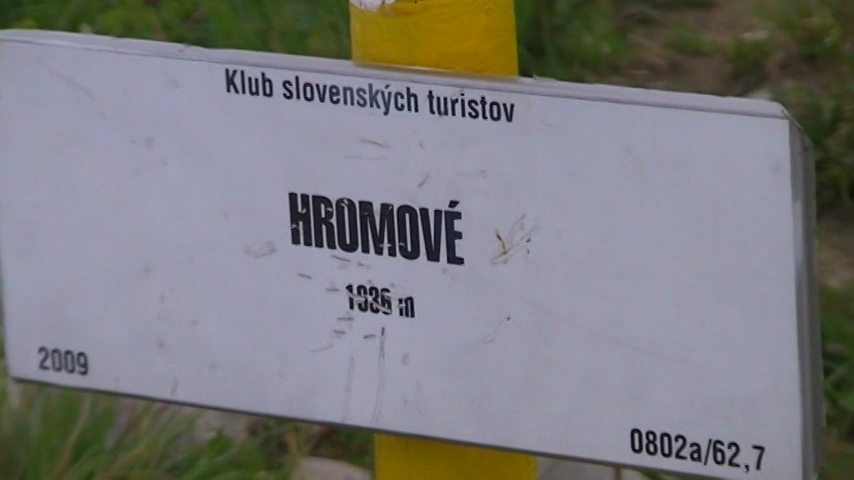 Klub slovenských turistov
HROMOVÉ
1636 m
2009
0802a/62,7